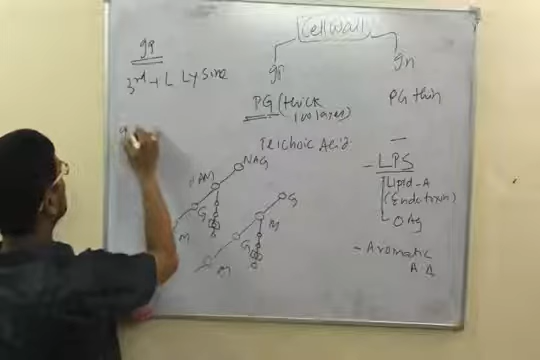 Cell wall
gp
3rd → L Lysine
gp
gn
PG (thick
layers)
PG thin
Teichoic Acid
—
NAG
NAM
G
M
G
M
G
M
- LPS
Lipid-A
(Endotoxin)
O Ag
- Aromatic
A A